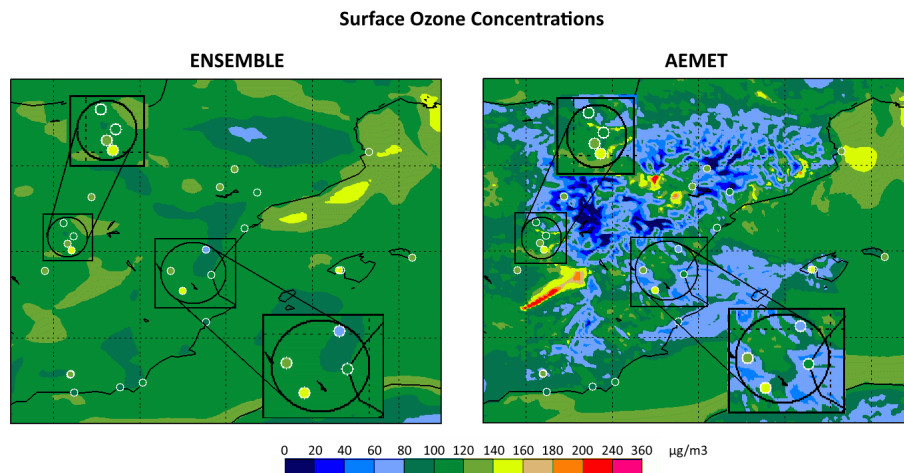 Surface Ozone Concentrations
ENSEMBLE
AEMET
0 20 40 60 80 100 120 140 160 180 200 240 360 µg/m3